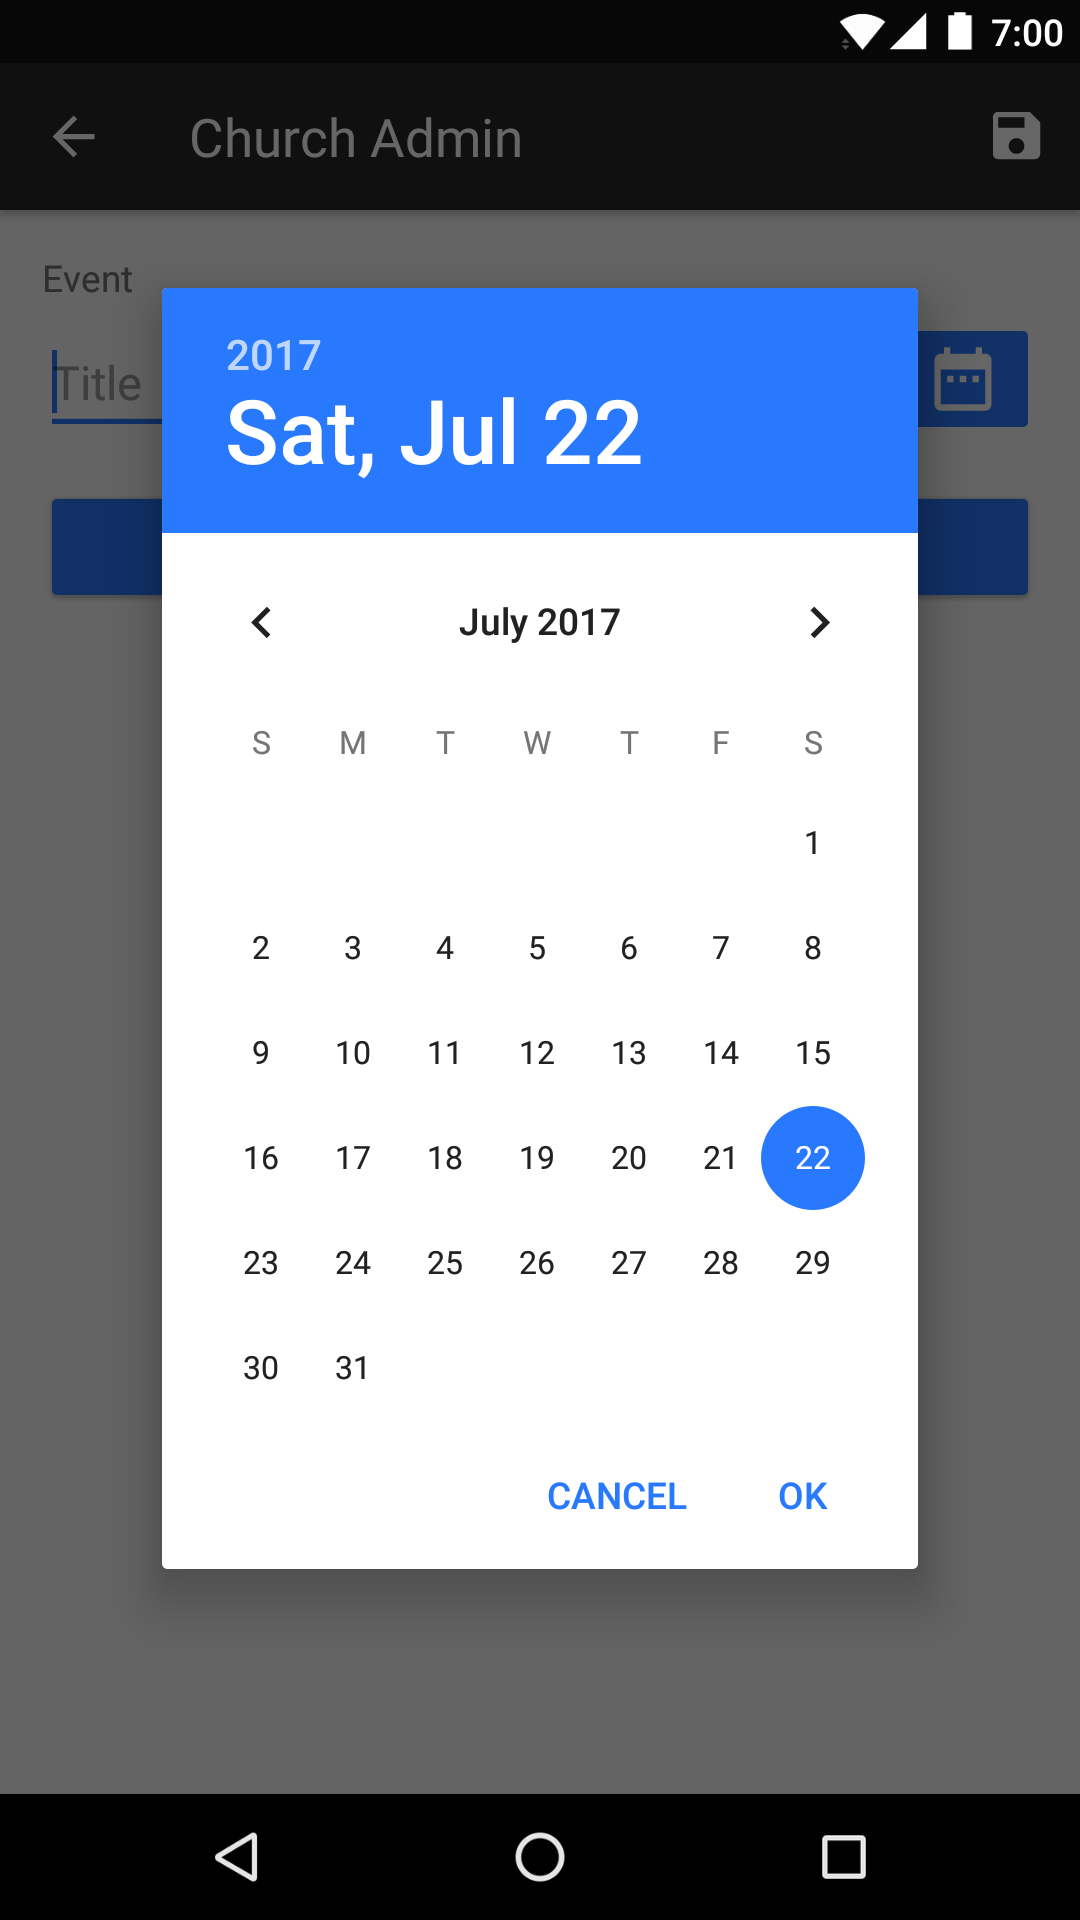 7:00
Church Admin
Event
Title
2017
Sat, Jul 22
July 2017
S M T W T F S
1
2 3 4 5 6 7 8
9 10 11 12 13 14 15
16 17 18 19 20 21 22
23 24 25 26 27 28 29
30 31
CANCEL OK